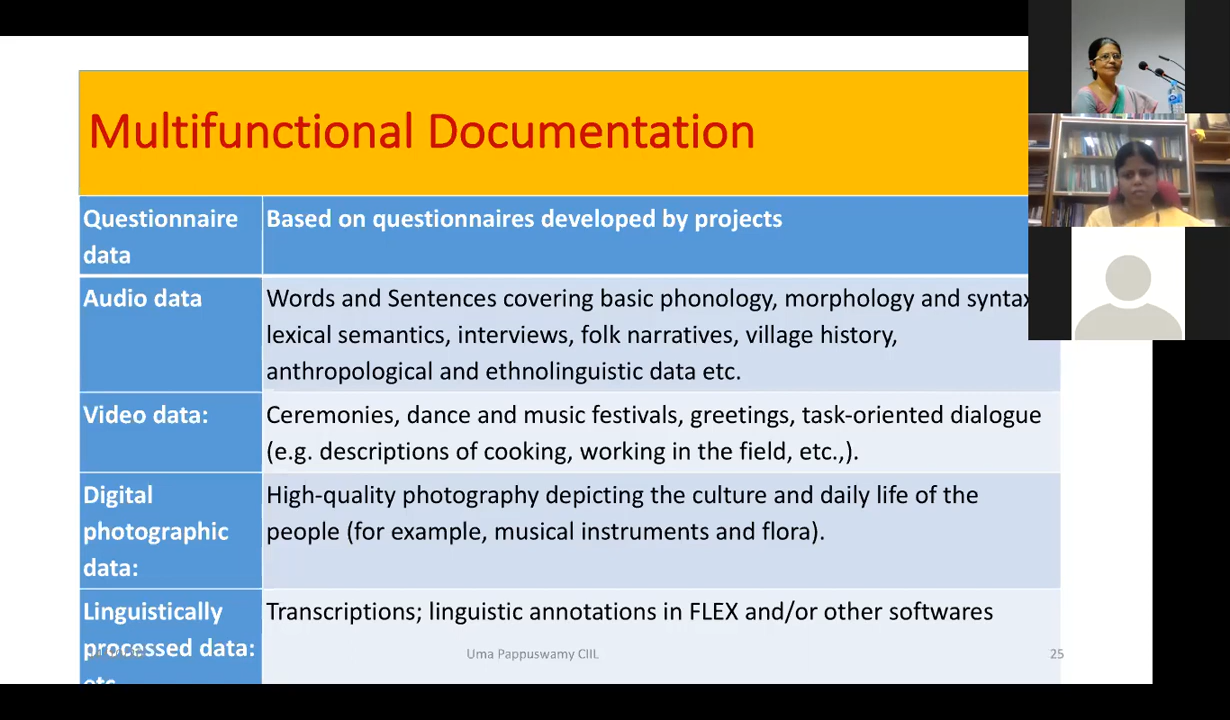 Multifunctional Documentation
Questionnaire data
Based on questionnaires developed by projects
Audio data
Words and Sentences covering basic phonology, morphology and syntax
lexical semantics, interviews, folk narratives, village history,
anthropological and ethnolinguistic data etc.
Video data:
Ceremonies, dance and music festivals, greetings, task-oriented dialogue
(e.g. descriptions of cooking, working in the field, etc.,).
Digital
photographic
data:
High-quality photography depicting the culture and daily life of the
people (for example, musical instruments and flora).
Linguistically
processed data:
etc
Transcriptions; linguistic annotations in FLEX and/or other softwares
Uma Pappuswamy CIIL
25